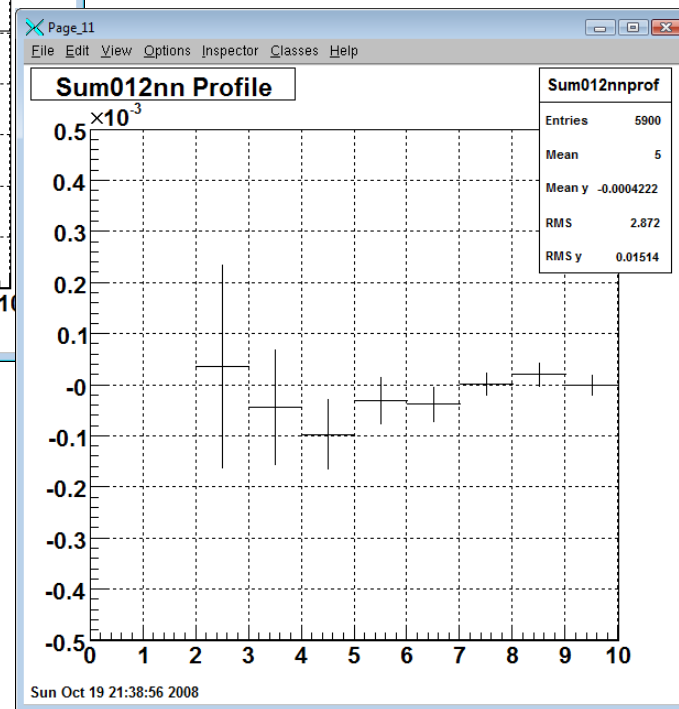 Page_11
File Edit View Options Inspector Classes Help
Sum012nn Profile
×10-3
Sum012nnprof
Entries 5900
Mean 5
Mean y -0.0004222
RMS 2.872
RMS y 0.01514
0.5
0.4
0.3
0.2
0.1
-0
-0.1
-0.2
-0.3
-0.4
-0.5
0 1 2 3 4 5 6 7 8 9 10
Sun Oct 19 21:38:56 2008